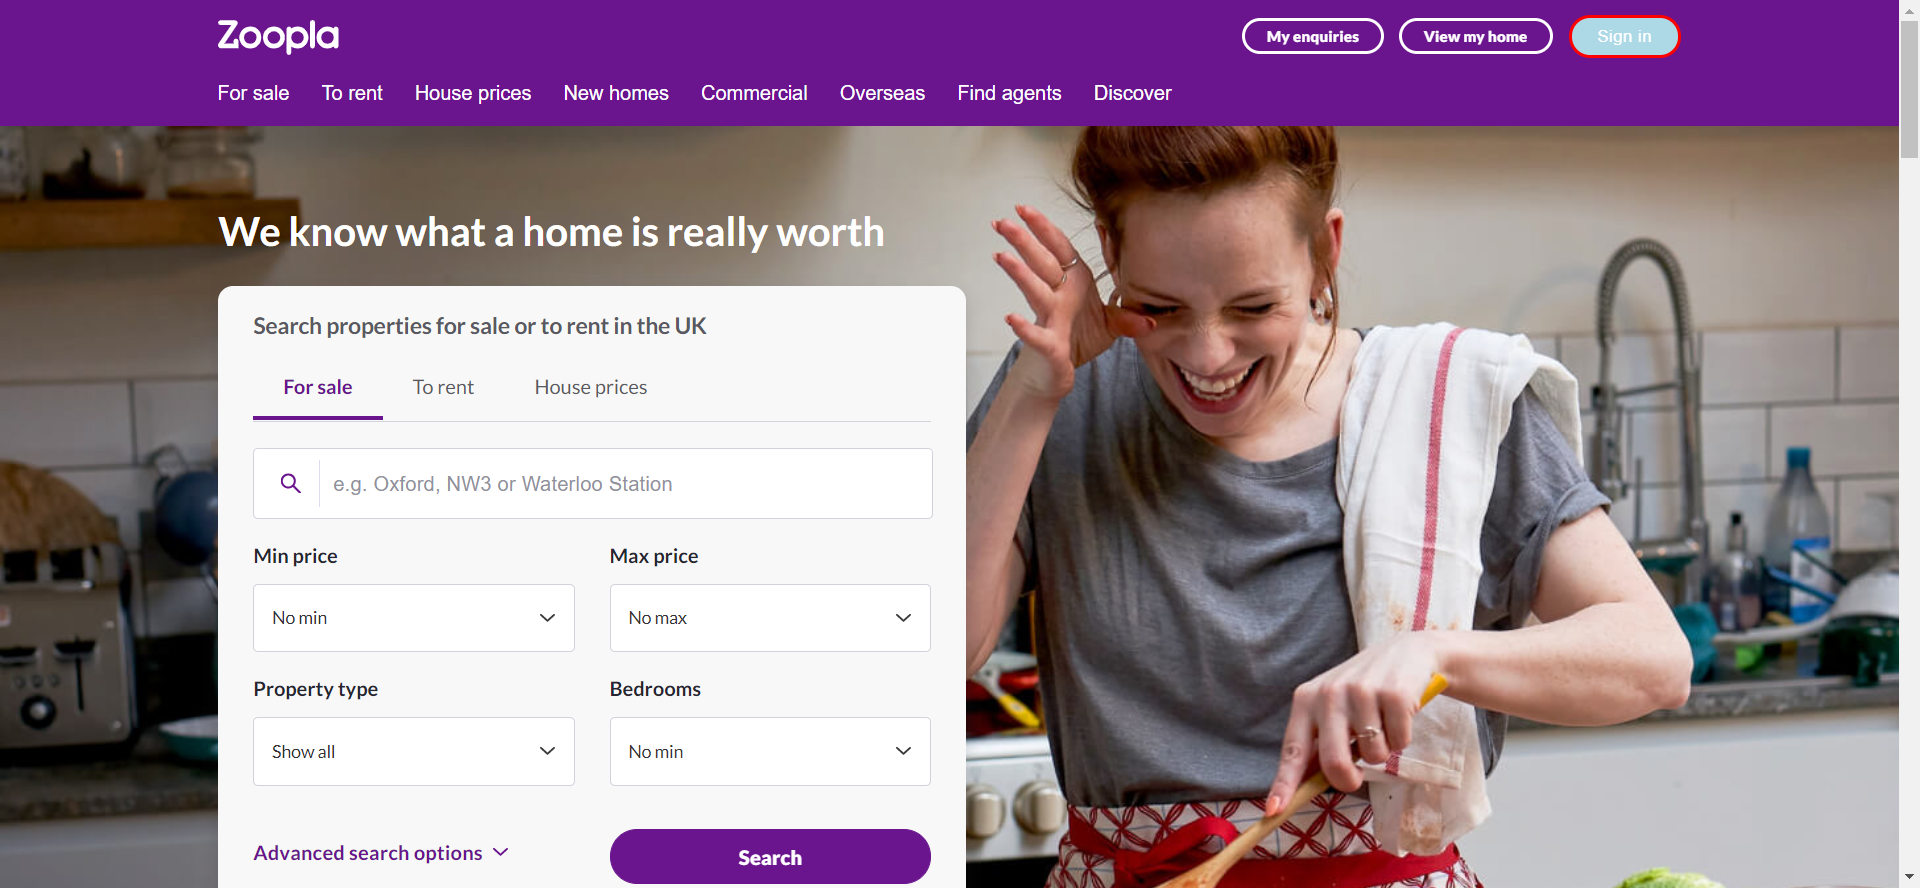 Zoopla
My enquiries
View my home
Sign in
For sale To rent House prices New homes Commercial Overseas Find agents Discover
We know what a home is really worth
Search properties for sale or to rent in the UK
For sale To rent House prices
e.g. Oxford, NW3 or Waterloo Station
Min price Max price
No min No max
Property type Bedrooms
Show all No min
Advanced search options Search